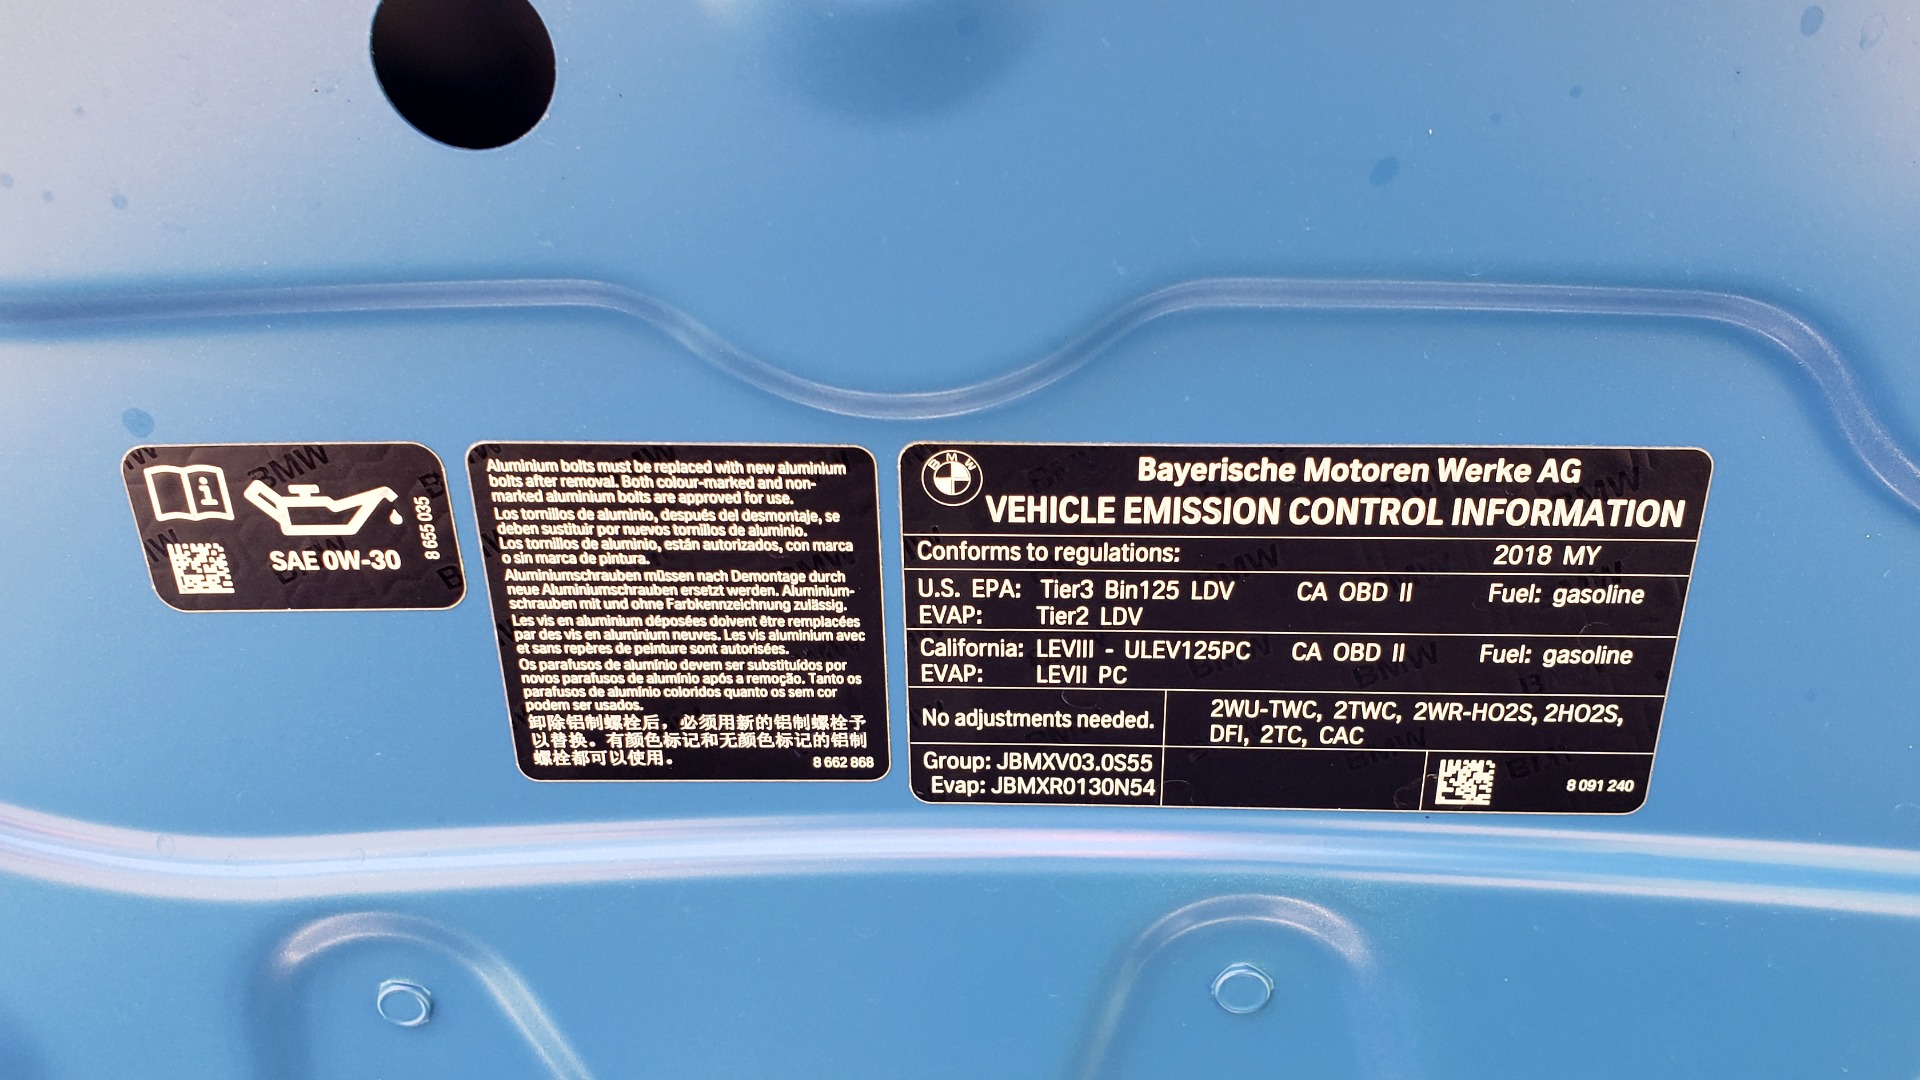 SAE 0W-30
8 655 035
Aluminium bolts must be replaced with new aluminium
bolts after removal. Both colour-marked and non-
marked aluminium bolts are approved for use.
Los tornillos de aluminio, después del desmontaje, se
deben sustituir por nuevos tornillos de aluminio.
Los tornillos de aluminio, están autorizados, con marca
o sin marca de pintura.
Aluminiumschrauben müssen nach Demontage durch
neue Aluminiumschrauben ersetzt werden. Aluminium-
schrauben mit und ohne Farbkennzeichnung zulässig.
Les vis en aluminium déposées doivent être remplacées
par des vis en aluminium neuves. Les vis aluminium avec
et sans repères de peinture sont autorisées.
Os parafusos de alumínio devem ser substituídos por
novos parafusos de alumínio após a remoção. Tanto os
parafusos de alumínio coloridos quanto os sem cor
podem ser usados.
卸除铝制螺栓后，必须用新的铝制螺栓予
以替换。有颜色标记和无颜色标记的铝制
螺栓都可以使用。
8 662 868
BMW
Bayerische Motoren Werke AG
VEHICLE EMISSION CONTROL INFORMATION
Conforms to regulations: 2018 MY
U.S. EPA: Tier3 Bin125 LDV CA OBD II Fuel: gasoline
EVAP: Tier2 LDV
California: LEVIII - ULEV125PC CA OBD II Fuel: gasoline
EVAP: LEVII PC
No adjustments needed.
2WU-TWC, 2TWC, 2WR-HO2S, 2HO2S,
DFI, 2TC, CAC
Group: JBMXV03.0S55
Evap: JBMXR0130N54
8 091 240